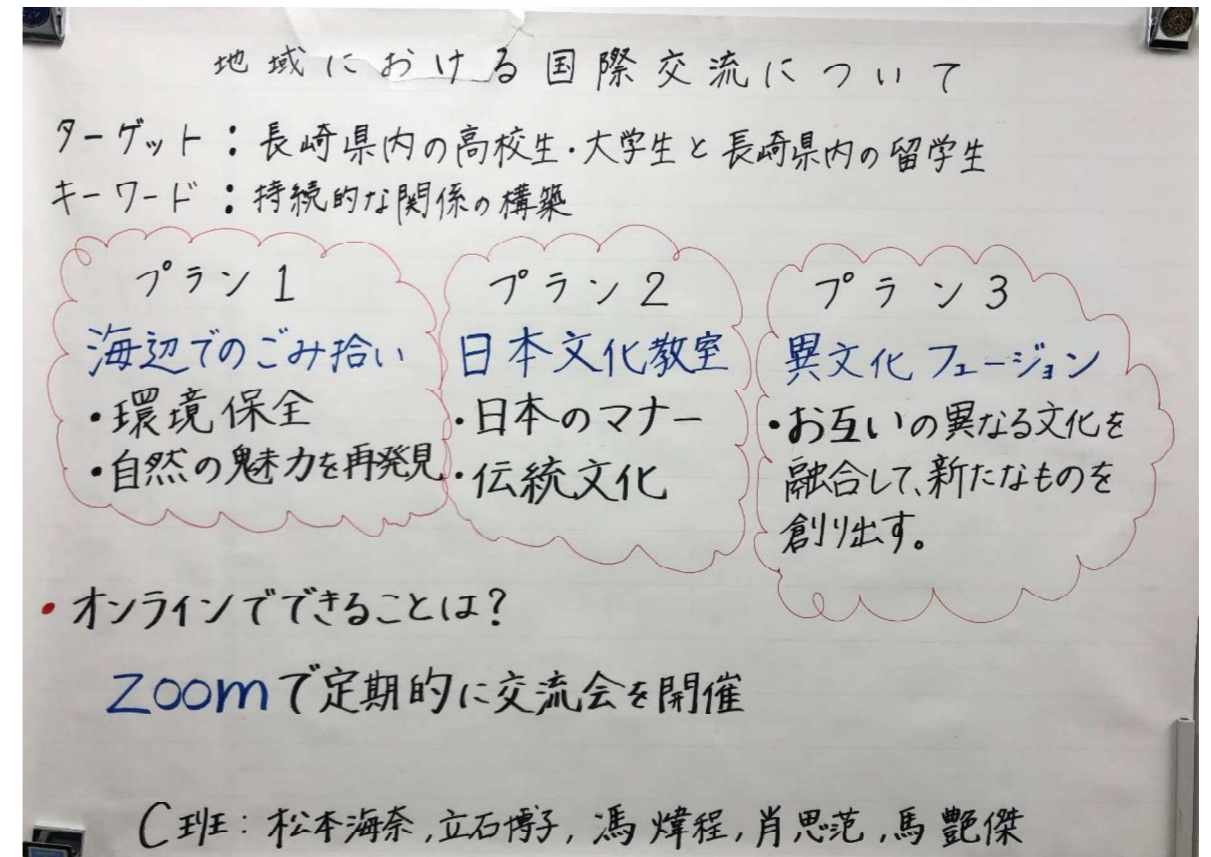 地域における国際交流について
ターゲット：長崎県内の高校生・大学生と長崎県内の留学生
キーワード：持続的な関係の構築
プラン1
海辺でのごみ拾い
・環境保全
・自然の魅力を再発見
プラン2
日本文化教室
・日本のマナー
・伝統文化
プラン3
異文化フュージョン
・お互いの異なる文化を
融合して、新たなものを
創り出す。
・オンラインでできることは？
zoomで定期的に交流会を開催
C班：松本海奈,立石博子,馮煒程,肖思范,馬艶傑